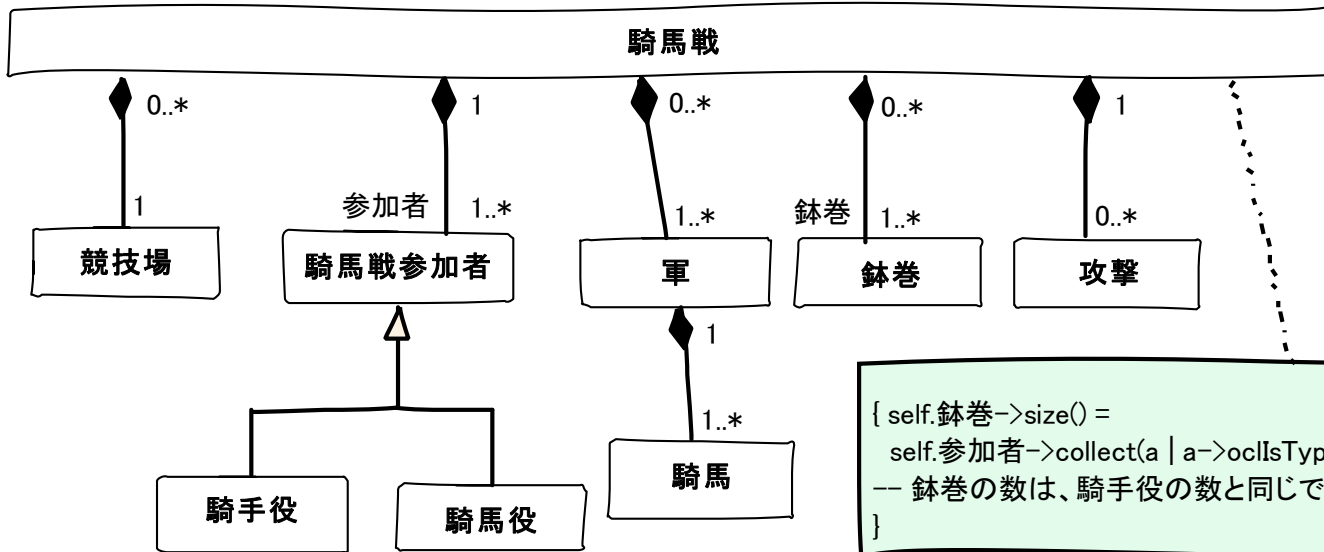 騎馬戦
0..*
1
0..*
0..*
1
1
参加者
1..*
1..*
鉢巻
1..*
0..*
競技場
騎馬戦参加者
軍
鉢巻
攻撃
1
1..*
騎手役
騎馬役
騎馬
{ self.鉢巻->size() =
self.参加者->collect(a | a->oclIsTyp
-- 鉢巻の数は、騎手役の数と同じで
}